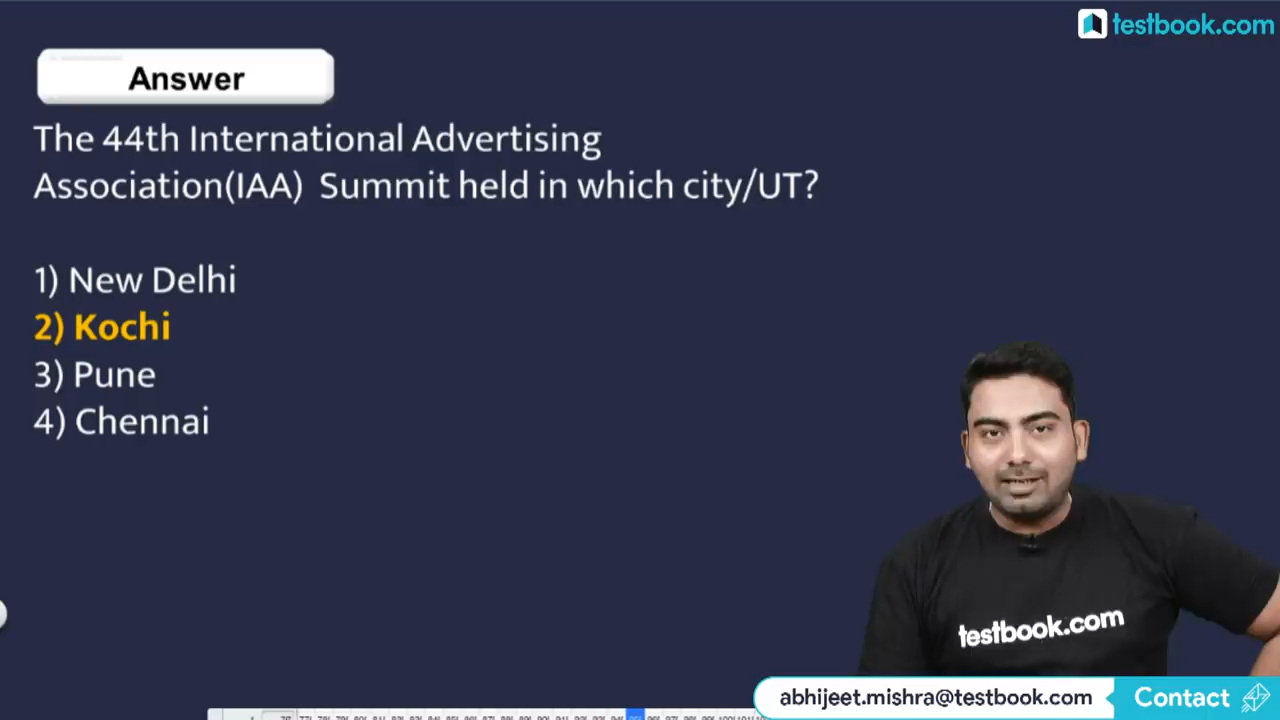 testbook.com
Answer
The 44th International Advertising
Association(IAA) Summit held in which city/UT?
1) New Delhi
2) Kochi
3) Pune
4) Chennai
testbook.com
abhijeet.mishra@testbook.com Contact